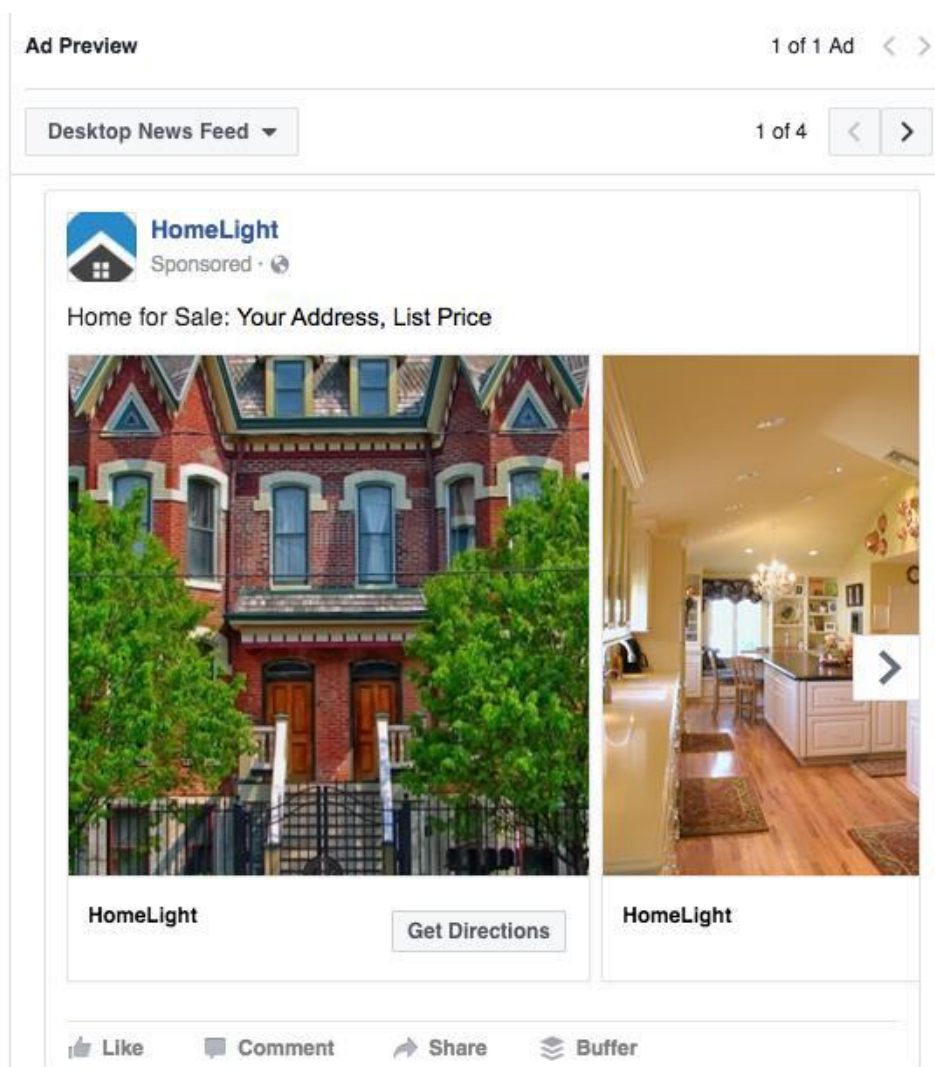 Ad Preview 1 of 1 Ad
Desktop News Feed 1 of 4
HomeLight
Sponsored ·
Home for Sale: Your Address, List Price
HomeLight Get Directions HomeLight
Like Comment Share Buffer